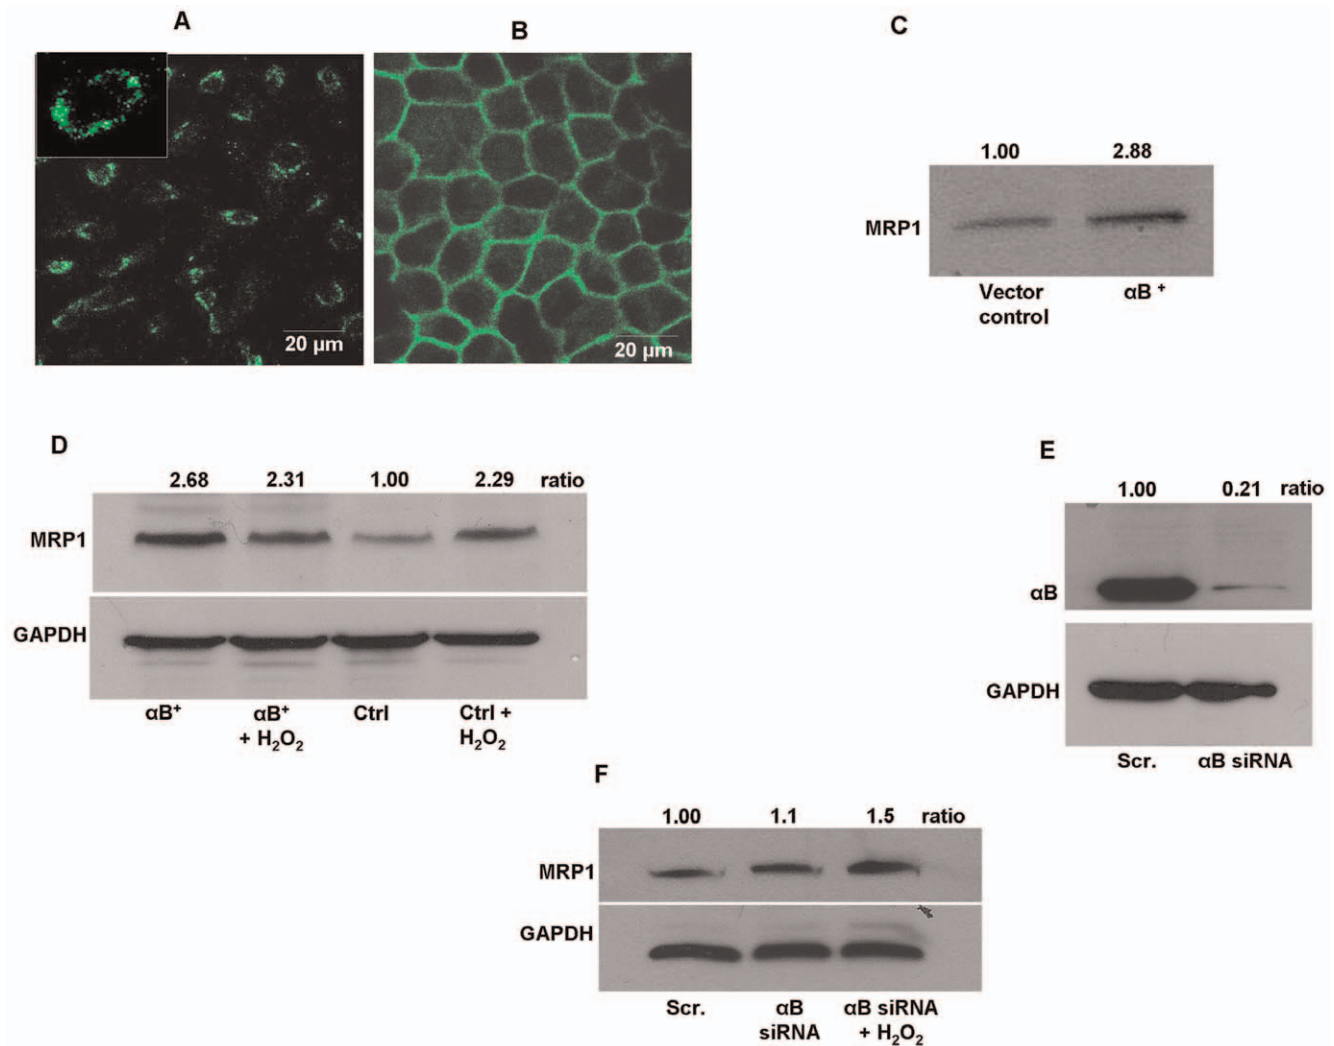 A
B
C
20 µm
20 µm
1.00 2.88
MRP1
Vector
control
αB +
D
2.68 2.31 1.00 2.29 ratio
MRP1
GAPDH
αB+
αB+
+ H2O2
Ctrl
Ctrl +
H2O2
E
1.00 0.21 ratio
αB
GAPDH
Scr. αB siRNA
F
1.00 1.1 1.5 ratio
MRP1
GAPDH
Scr.
αB
siRNA
αB siRNA
+ H2O2